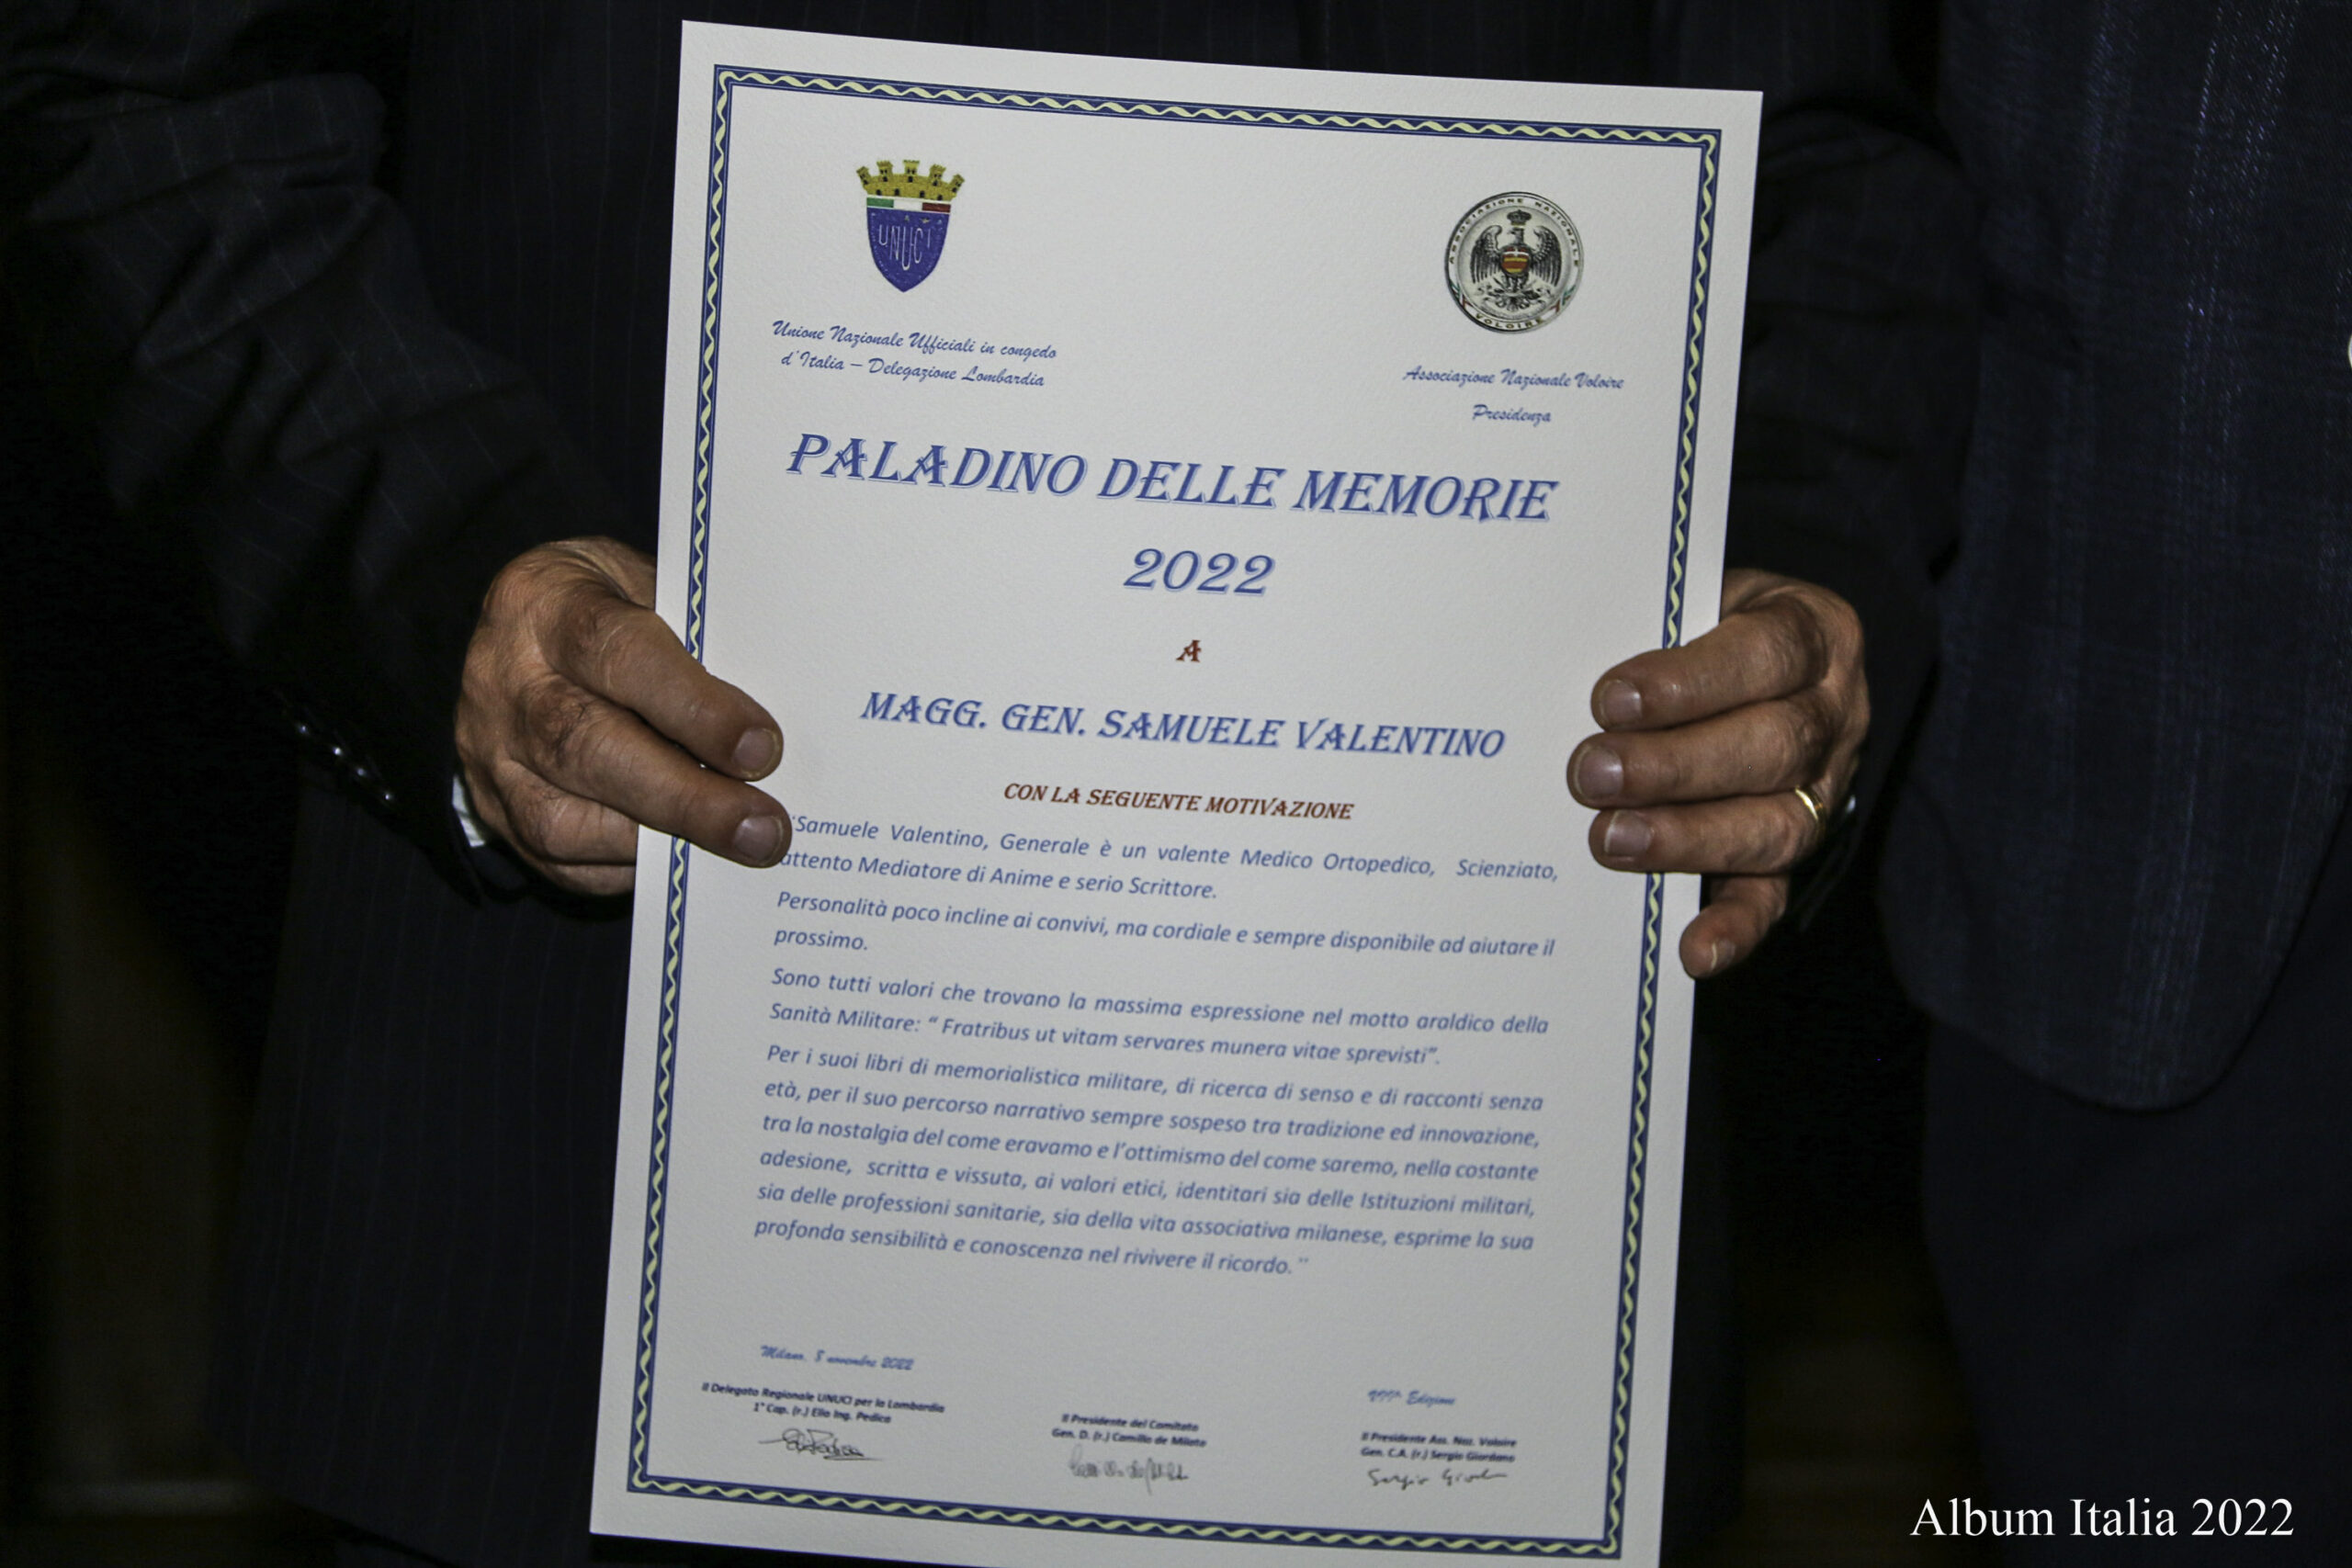 UNUCI
ASSOCIAZIONE NAZIONALE
VOLOIRE
Unione Nazionale Ufficiali in congedo
d'Italia – Delegazione Lombardia
Associazione Nazionale Voloire
Presidenza
PALADINO DELLE MEMORIE
2022
A
MAGG. GEN. SAMUELE VALENTINO
CON LA SEGUENTE MOTIVAZIONE
"Samuele Valentino, Generale è un valente Medico Ortopedico, Scienziato,
attento Mediatore di Anime e serio Scrittore.
Personalità poco incline ai convivi, ma cordiale e sempre disponibile ad aiutare il
prossimo.
Sono tutti valori che trovano la massima espressione nel motto araldico della
Sanità Militare: " Fratribus ut vitam servares munera vitae sprevisti".
Per i suoi libri di memorialistica militare, di ricerca di senso e di racconti senza
età, per il suo percorso narrativo sempre sospeso tra tradizione ed innovazione,
tra la nostalgia del come eravamo e l'ottimismo del come saremo, nella costante
adesione, scritta e vissuta, ai valori etici, identitari sia delle Istituzioni militari,
sia delle professioni sanitarie, sia della vita associativa milanese, esprime la sua
profonda sensibilità e conoscenza nel rivivere il ricordo. "
Milano, 8 novembre 2022
VII^ Edizione
Il Delegato Regionale UNUCI per la Lombardia
1° Cap. (r.) Elio Ing. Pedica
Il Presidente del Comitato
Gen. D. (r.) Camillo de Milato
Il Presidente Ass. Naz. Voloire
Gen. C.A. (r.) Sergio Giordano
Album Italia 2022